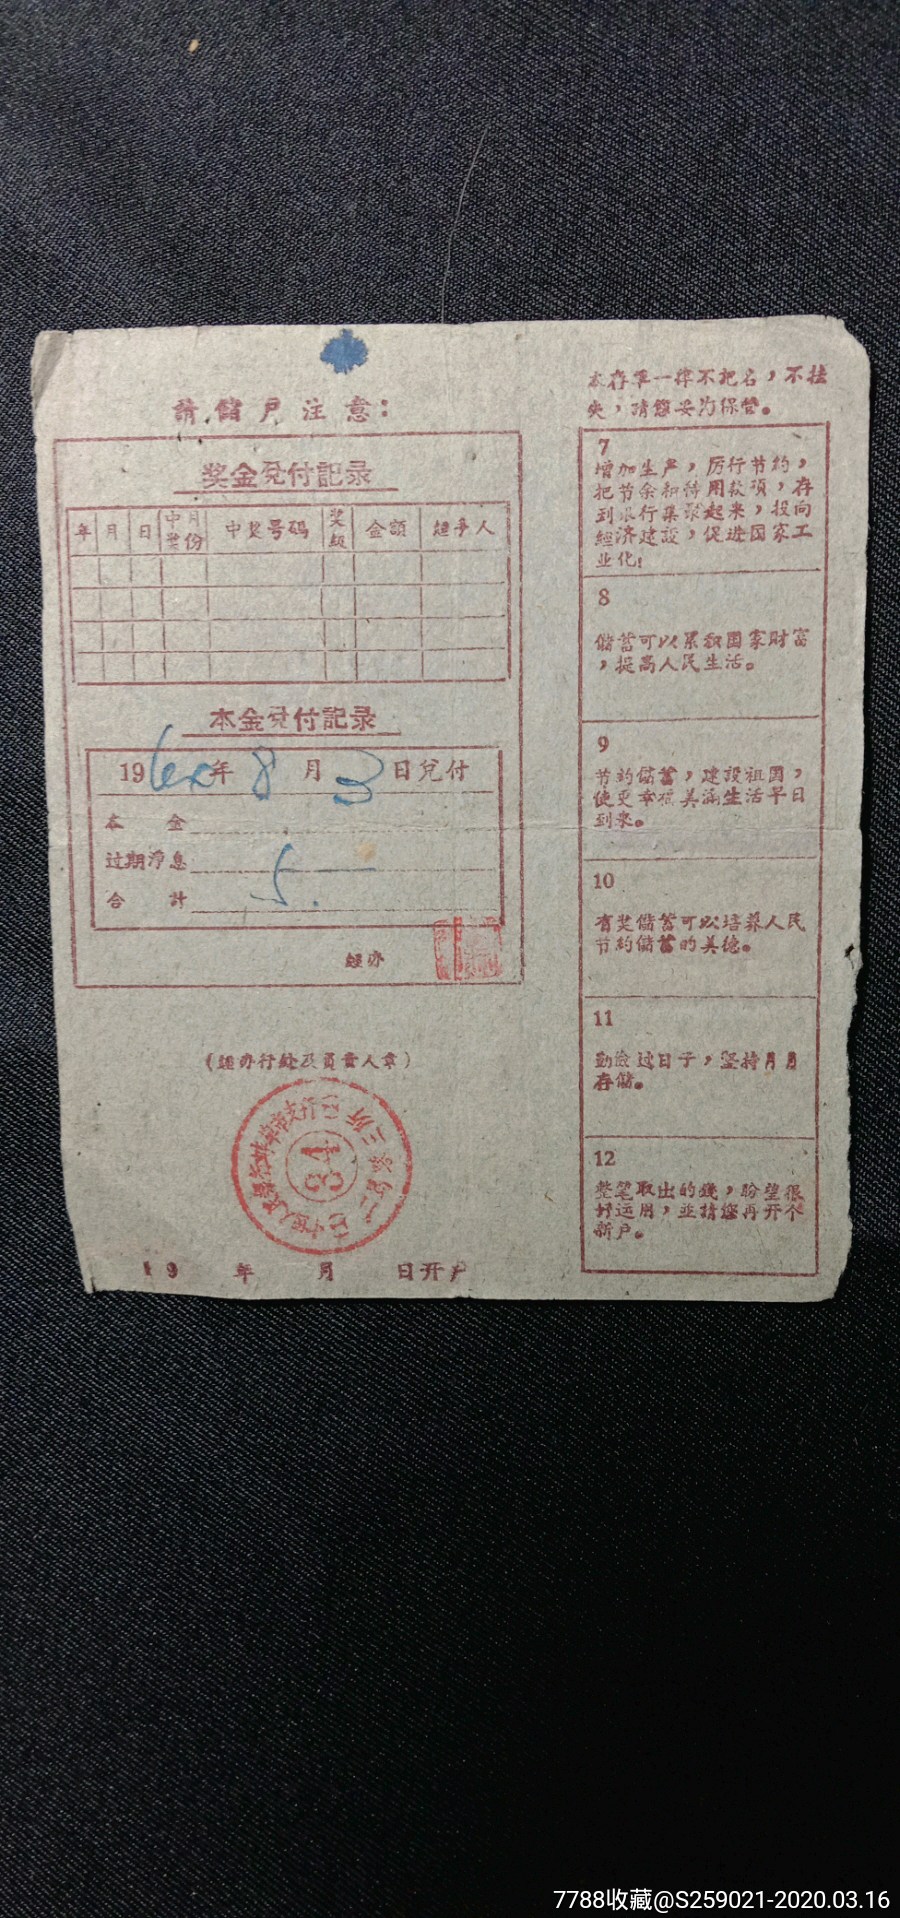 請儲戶注意：
奖金兑付記录
年 月 日 中奖月份 中奖号码 奖級 金額 經手人
本金兑付記录
196 年 8 月 3 日兑付
本 金
过期淨息
合 計 5.
經办
(經办行处及負責人章)
34
19 年 月 日开户
本存单一律不記名，不挂
失，請您妥为保管。
7
增加生产，厉行节約，
把节余和待用款項，存
到银行集聚起来，投向
經济建設，促进国家工
业化!
8
儲蓄可以累积国家財富
，提高人民生活。
9
节約儲蓄，建設祖国，
使更幸福美滿生活早日
到来。
10
有奖儲蓄可以培养人民
节約儲蓄的美德。
11
勤俭过日子，坚持月月
存儲。
12
整笔取出的錢，盼望很
好运用，並請您再开个
新户。
7788收藏@S259021-2020.03.16